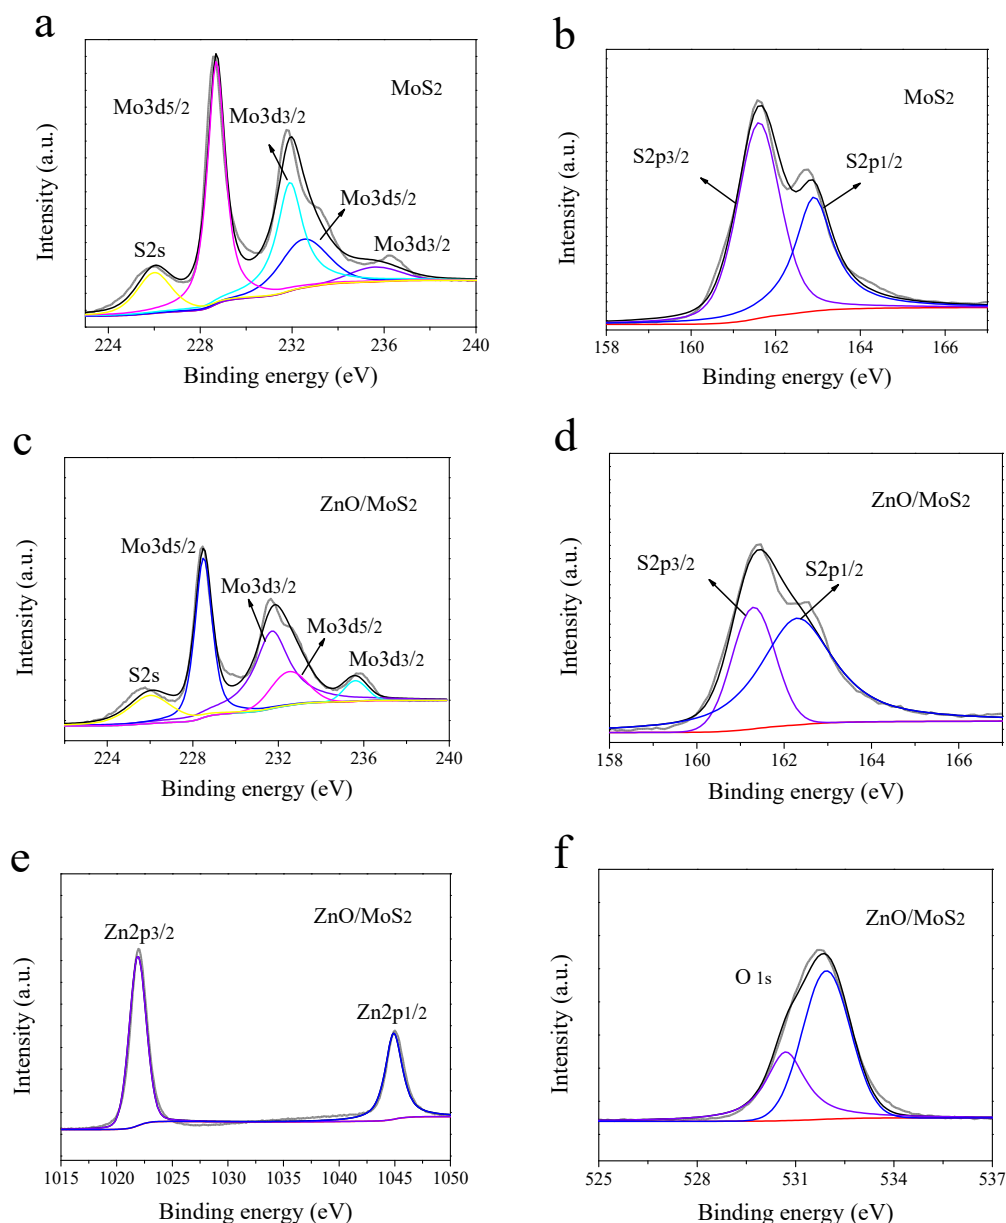 a
MoS2
Mo3d5/2
Mo3d3/2
Mo3d5/2
Mo3d3/2
S2s
Intensity (a.u.)
224 228 232 236 240
Binding energy (eV)
b
MoS2
S2p3/2
S2p1/2
Intensity (a.u.)
158 160 162 164 166
Binding energy (eV)
c
ZnO/MoS2
Mo3d5/2
Mo3d3/2
Mo3d5/2
Mo3d3/2
S2s
Intensity (a.u.)
224 228 232 236 240
Binding energy (eV)
d
ZnO/MoS2
S2p3/2
S2p1/2
Intensity (a.u.)
158 160 162 164 166
Binding energy (eV)
e
ZnO/MoS2
Zn2p3/2
Zn2p1/2
Intensity (a.u.)
1015 1020 1025 1030 1035 1040 1045 1050
Binding energy (eV)
f
ZnO/MoS2
O 1s
Intensity (a.u.)
525 528 531 534 537
Binding energy (eV)